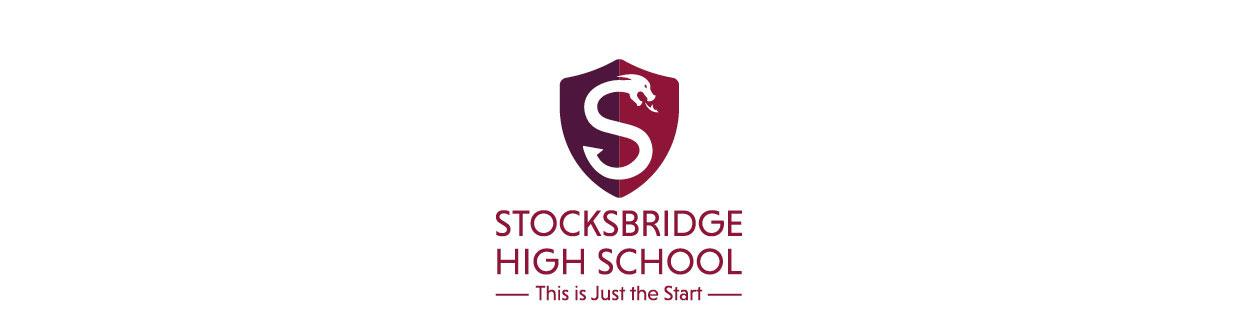 STOCKSBRIDGE
HIGH SCHOOL
This is Just the Start